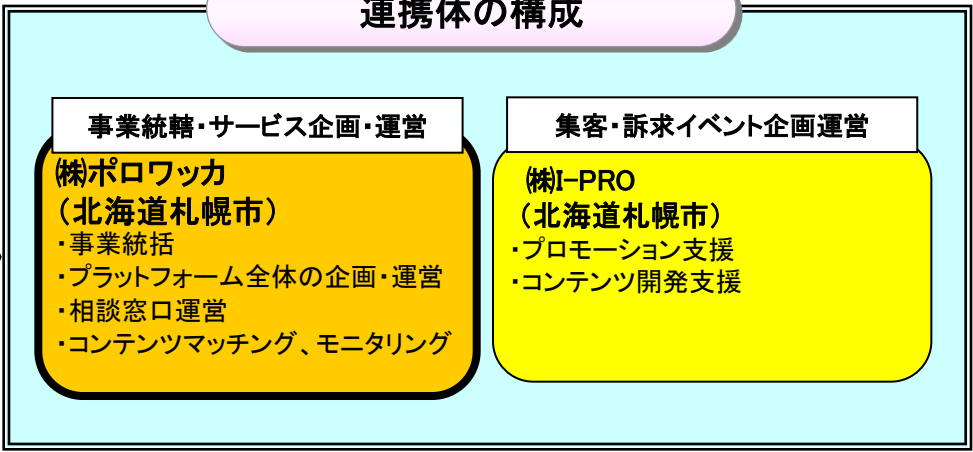 連携体の構成
事業統轄・サービス企画・運営
㈱ポロワッカ
（北海道札幌市）
・事業統括
・プラットフォーム全体の企画・運営
・相談窓口運営
・コンテンツマッチング、モニタリング
集客・訴求イベント企画運営
㈱I-PRO
（北海道札幌市）
・プロモーション支援
・コンテンツ開発支援